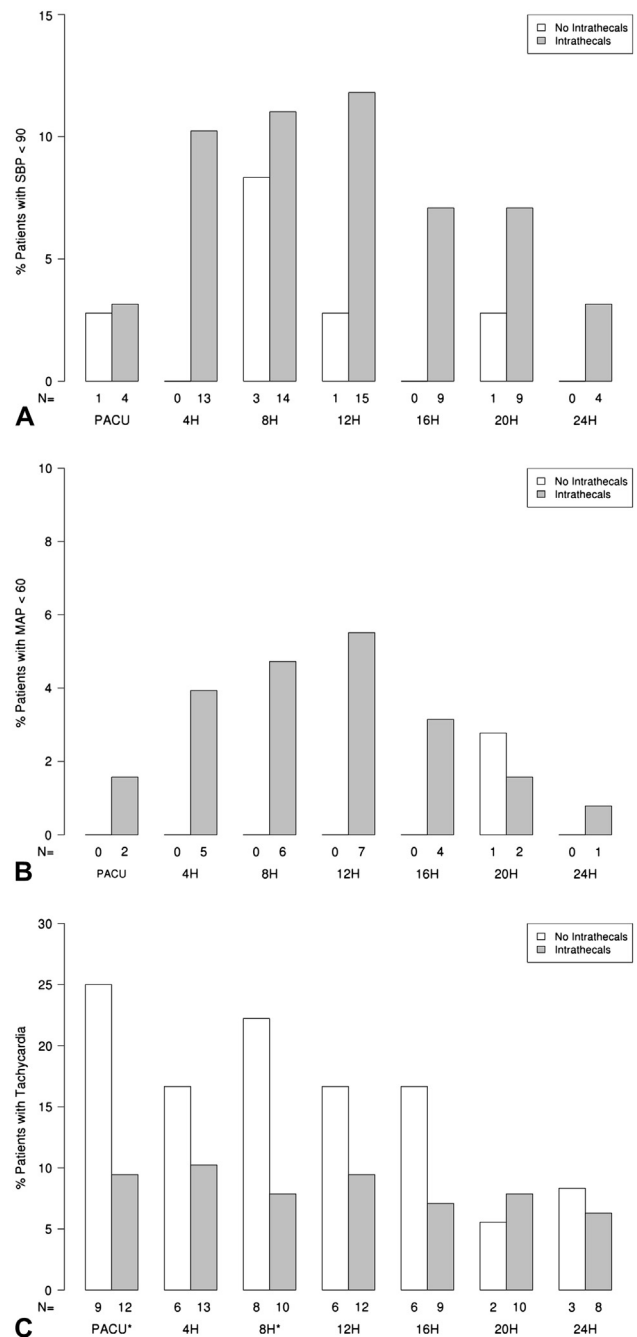 15
10
5
0
% Patients with SBP < 90
No Intrathecals
Intrathecals
N= 1 4 0 13 3 14 1 15 0 9 1 9 0 4
A PACU 4H 8H 12H 16H 20H 24H
10
8
6
4
2
0
% Patients with MAP < 60
No Intrathecals
Intrathecals
N= 0 2 0 5 0 6 0 7 0 4 1 2 0 1
B PACU 4H 8H 12H 16H 20H 24H
30
25
20
15
10
5
0
% Patients with Tachycardia
No Intrathecals
Intrathecals
N= 9 12 6 13 8 10 6 12 6 9 2 10 3 8
C PACU* 4H 8H* 12H 16H 20H 24H